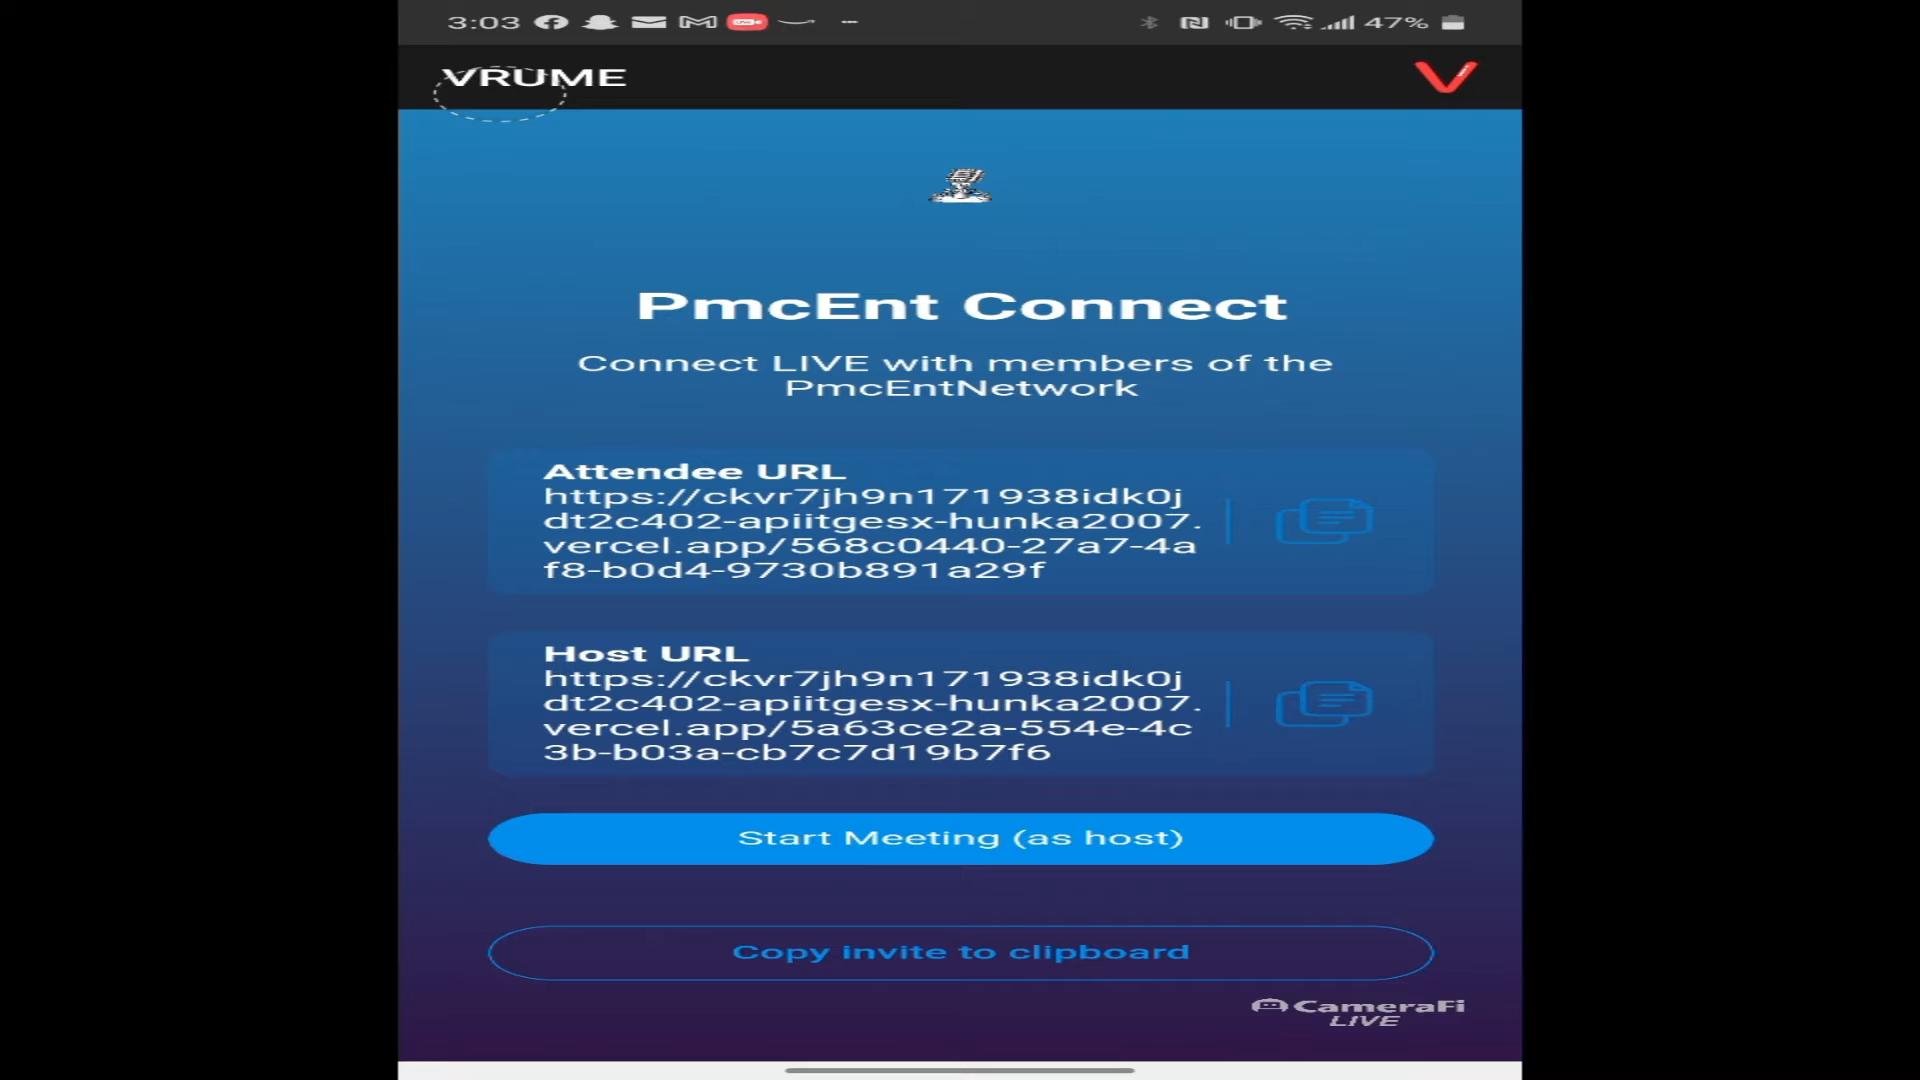 3:03 47%
VRUME
PmcEnt Connect
Connect LIVE with members of the
PmcEntNetwork
Attendee URL
https://ckvr7jh9n171938idk0j
dt2c402-apiitgesx-hunka2007.
vercel.app/568c0440-27a7-4a
f8-b0d4-9730b891a29f
Host URL
https://ckvr7jh9n171938idk0j
dt2c402-apiitgesx-hunka2007.
vercel.app/5a63ce2a-554e-4c
3b-b03a-cb7c7d19b7f6
Start Meeting (as host)
Copy invite to clipboard
CameraFi
LIVE